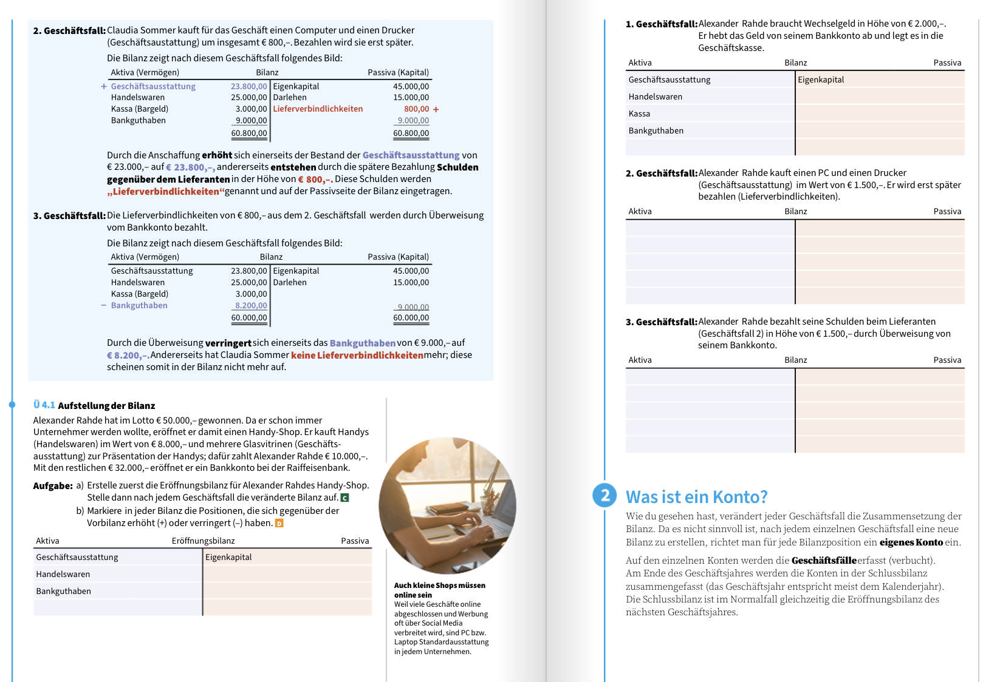 2. Geschäftsfall: Claudia Sommer kauft für das Geschäft einen Computer und einen Drucker
(Geschäftsaustattung) um insgesamt € 800,–. Bezahlen wird sie erst später.
Die Bilanz zeigt nach diesem Geschäftsfall folgendes Bild:
Aktiva (Vermögen) Bilanz Passiva (Kapital)
+ Geschäftsausstattung 23.800,00 Eigenkapital 45.000,00
Handelswaren 25.000,00 Darlehen 15.000,00
Kassa (Bargeld) 3.000,00 Lieferverbindlichkeiten 800,00 +
Bankguthaben 9.000,00 9.000,00
60.800,00 60.800,00
Durch die Anschaffung erhöht sich einerseits der Bestand der Geschäftsausstattung von
€ 23.000,– auf € 23.800,–, andererseits entstehen durch die spätere Bezahlung Schulden
gegenüber dem Lieferanten in der Höhe von € 800,–. Diese Schulden werden
„Lieferverbindlichkeiten“ genannt und auf der Passivseite der Bilanz eingetragen.
3. Geschäftsfall: Die Lieferverbindlichkeiten von € 800,– aus dem 2. Geschäftsfall werden durch Überweisung
vom Bankkonto bezahlt.
Die Bilanz zeigt nach diesem Geschäftsfall folgendes Bild:
Aktiva (Vermögen) Bilanz Passiva (Kapital)
Geschäftsausstattung 23.800,00 Eigenkapital 45.000,00
Handelswaren 25.000,00 Darlehen 15.000,00
Kassa (Bargeld) 3.000,00
– Bankguthaben 8.200,00 9.000,00
60.000,00 60.000,00
Durch die Überweisung verringert sich einerseits das Bankguthaben von € 9.000,– auf
€ 8.200,–. Andererseits hat Claudia Sommer keine Lieferverbindlichkeiten mehr; diese
scheinen somit in der Bilanz nicht mehr auf.
Ü 4.1 Aufstellung der Bilanz
Alexander Rahde hat im Lotto € 50.000,– gewonnen. Da er schon immer
Unternehmer werden wollte, eröffnet er damit einen Handy-Shop. Er kauft Handys
(Handelswaren) im Wert von € 8.000,– und mehrere Glasvitrinen (Geschäfts-
ausstattung) zur Präsentation der Handys; dafür zahlt Alexander Rahde € 10.000,–.
Mit den restlichen € 32.000,– eröffnet er ein Bankkonto bei der Raiffeisenbank.
Aufgabe: a) Erstelle zuerst die Eröffnungsbilanz für Alexander Rahdes Handy-Shop.
Stelle dann nach jedem Geschäftsfall die veränderte Bilanz auf. C
b) Markiere in jeder Bilanz die Positionen, die sich gegenüber der
Vorbilanz erhöht (+) oder verringert (–) haben. D
Aktiva Eröffnungsbilanz Passiva
Geschäftsausstattung Eigenkapital
Handelswaren
Bankguthaben
Auch kleine Shops müssen
online sein
Weil viele Geschäfte online
abgeschlossen und Werbung
oft über Social Media
verbreitet wird, sind PC bzw.
Laptop Standardausstattung
in jedem Unternehmen.
1. Geschäftsfall: Alexander Rahde braucht Wechselgeld in Höhe von € 2.000,–.
Er hebt das Geld von seinem Bankkonto ab und legt es in die
Geschäftskasse.
Aktiva Bilanz Passiva
Geschäftsausstattung Eigenkapital
Handelswaren
Kassa
Bankguthaben
2. Geschäftsfall: Alexander Rahde kauft einen PC und einen Drucker
(Geschäftsausstattung) im Wert von € 1.500,–. Er wird erst später
bezahlen (Lieferverbindlichkeiten).
Aktiva Bilanz Passiva
3. Geschäftsfall: Alexander Rahde bezahlt seine Schulden beim Lieferanten
(Geschäftsfall 2) in Höhe von € 1.500,– durch Überweisung von
seinem Bankkonto.
Aktiva Bilanz Passiva
2 Was ist ein Konto?
Wie du gesehen hast, verändert jeder Geschäftsfall die Zusammensetzung der
Bilanz. Da es nicht sinnvoll ist, nach jedem einzelnen Geschäftsfall eine neue
Bilanz zu erstellen, richtet man für jede Bilanzposition ein eigenes Konto ein.
Auf den einzelnen Konten werden die Geschäftsfälle erfasst (verbucht).
Am Ende des Geschäftsjahres werden die Konten in der Schlussbilanz
zusammengefasst (das Geschäftsjahr entspricht meist dem Kalenderjahr).
Die Schlussbilanz ist im Normalfall gleichzeitig die Eröffnungsbilanz des
nächsten Geschäftsjahres.